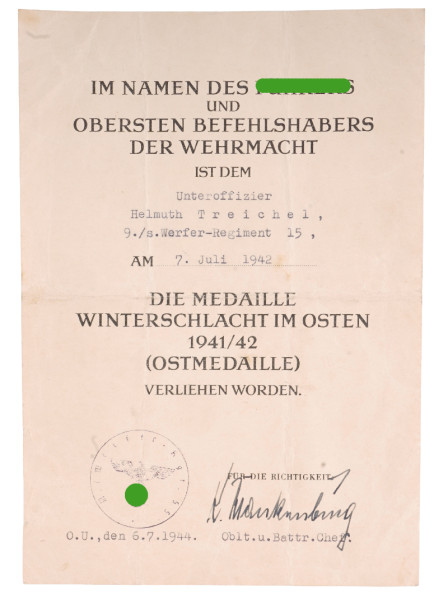 IM NAMEN DES
UND
OBERSTEN BEFEHLSHABERS
DER WEHRMACHT
IST DEM
Unteroffizier
Helmuth Treichel,
9./s.Werfer-Regiment 15,
AM 7. Juli 1942
DIE MEDAILLE
WINTERSCHLACHT IM OSTEN
1941/42
(OSTMEDAILLE)
VERLIEHEN WORDEN.
FÜR DIE RICHTIGKEIT
O.U.,den 6.7.1944. Oblt.u.Battr.Chef.